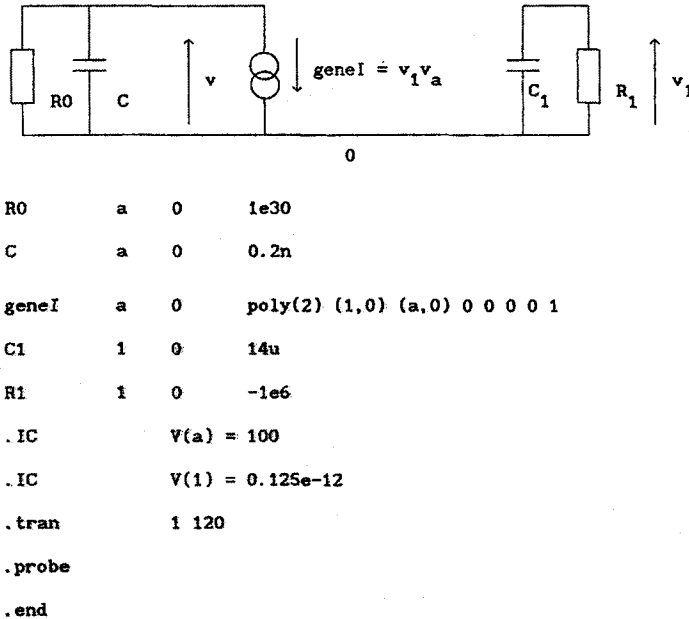 R0 C v geneI = v₁vₐ C₁ R₁ v₁
0
R0 a 0 1e30
C a 0 0.2n
geneI a 0 poly(2) (1,0) (a,0) 0 0 0 0 1
C1 1 0 14u
R1 1 0 -1e6
.IC V(a) = 100
.IC V(1) = 0.125e-12
.tran 1 120
.probe
.end